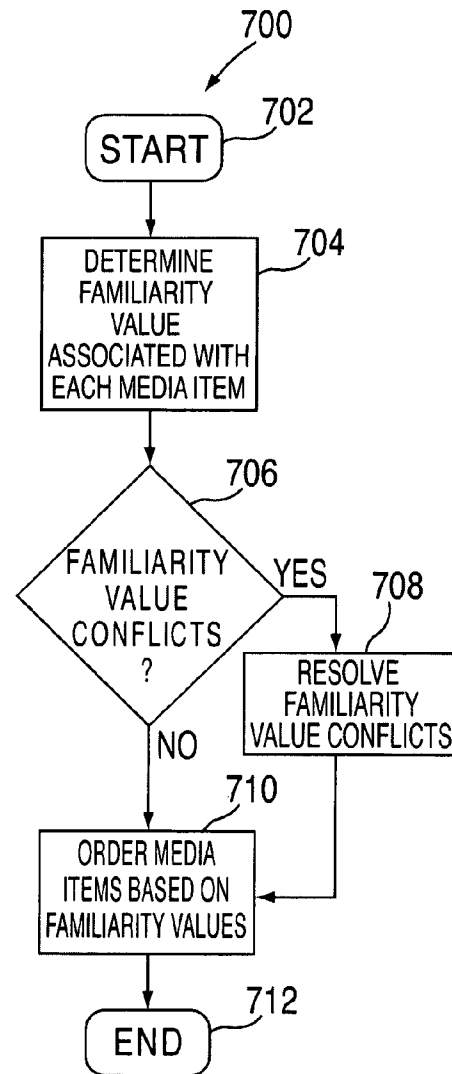 700
702
START
704
DETERMINE
FAMILIARITY
VALUE
ASSOCIATED WITH
EACH MEDIA ITEM
706
FAMILIARITY
VALUE
CONFLICTS
?
YES
708
RESOLVE
FAMILIARITY
VALUE CONFLICTS
NO
710
ORDER MEDIA
ITEMS BASED ON
FAMILIARITY VALUES
712
END